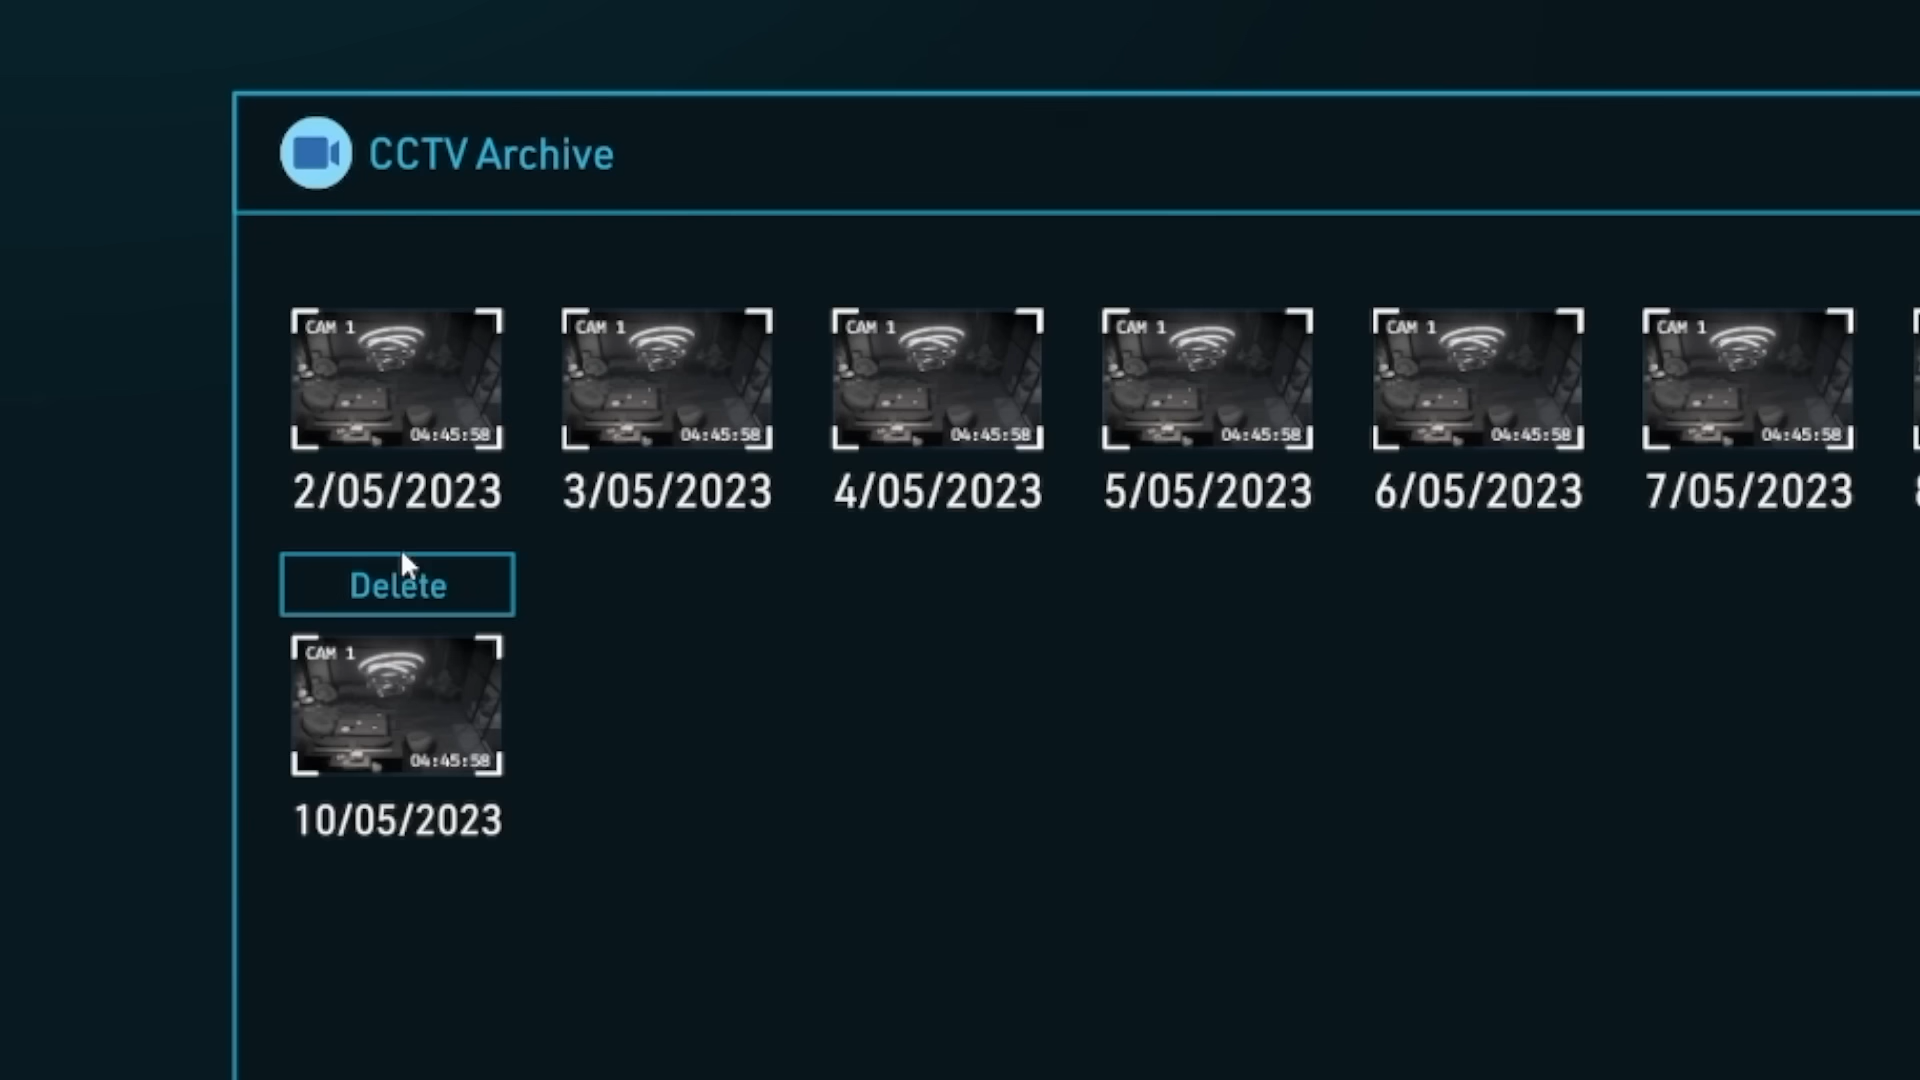 CCTV Archive
CAM 1 CAM 1 CAM 1 CAM 1 CAM 1 CAM 1
04:45:58 04:45:58 04:45:58 04:45:58 04:45:58 04:45:58
2/05/2023 3/05/2023 4/05/2023 5/05/2023 6/05/2023 7/05/2023
Delete
CAM 1
04:45:58
10/05/2023